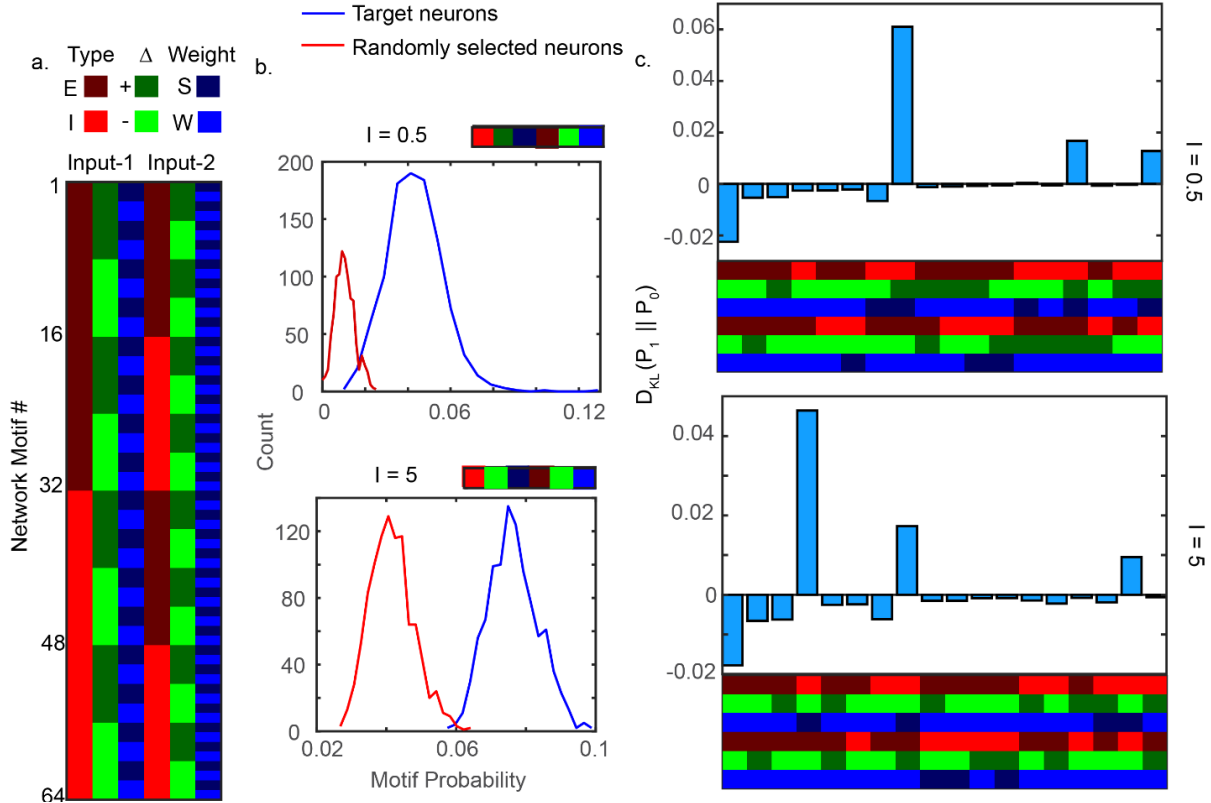 Target neurons
Randomly selected neurons
a.
Type Δ Weight
E + S
I - W
Input-1 Input-2
1
16
32
48
64
Network Motif #
b.
I = 0.5
200
150
100
50
0
0 0.06 0.12
Count
I = 5
120
80
40
0
0.02 0.06 0.1
Motif Probability
c.
0.06
0.04
0.02
0
-0.02
I = 0.5
D_KL (P_1 || P_0)
0.04
0.02
0
-0.02
I = 5